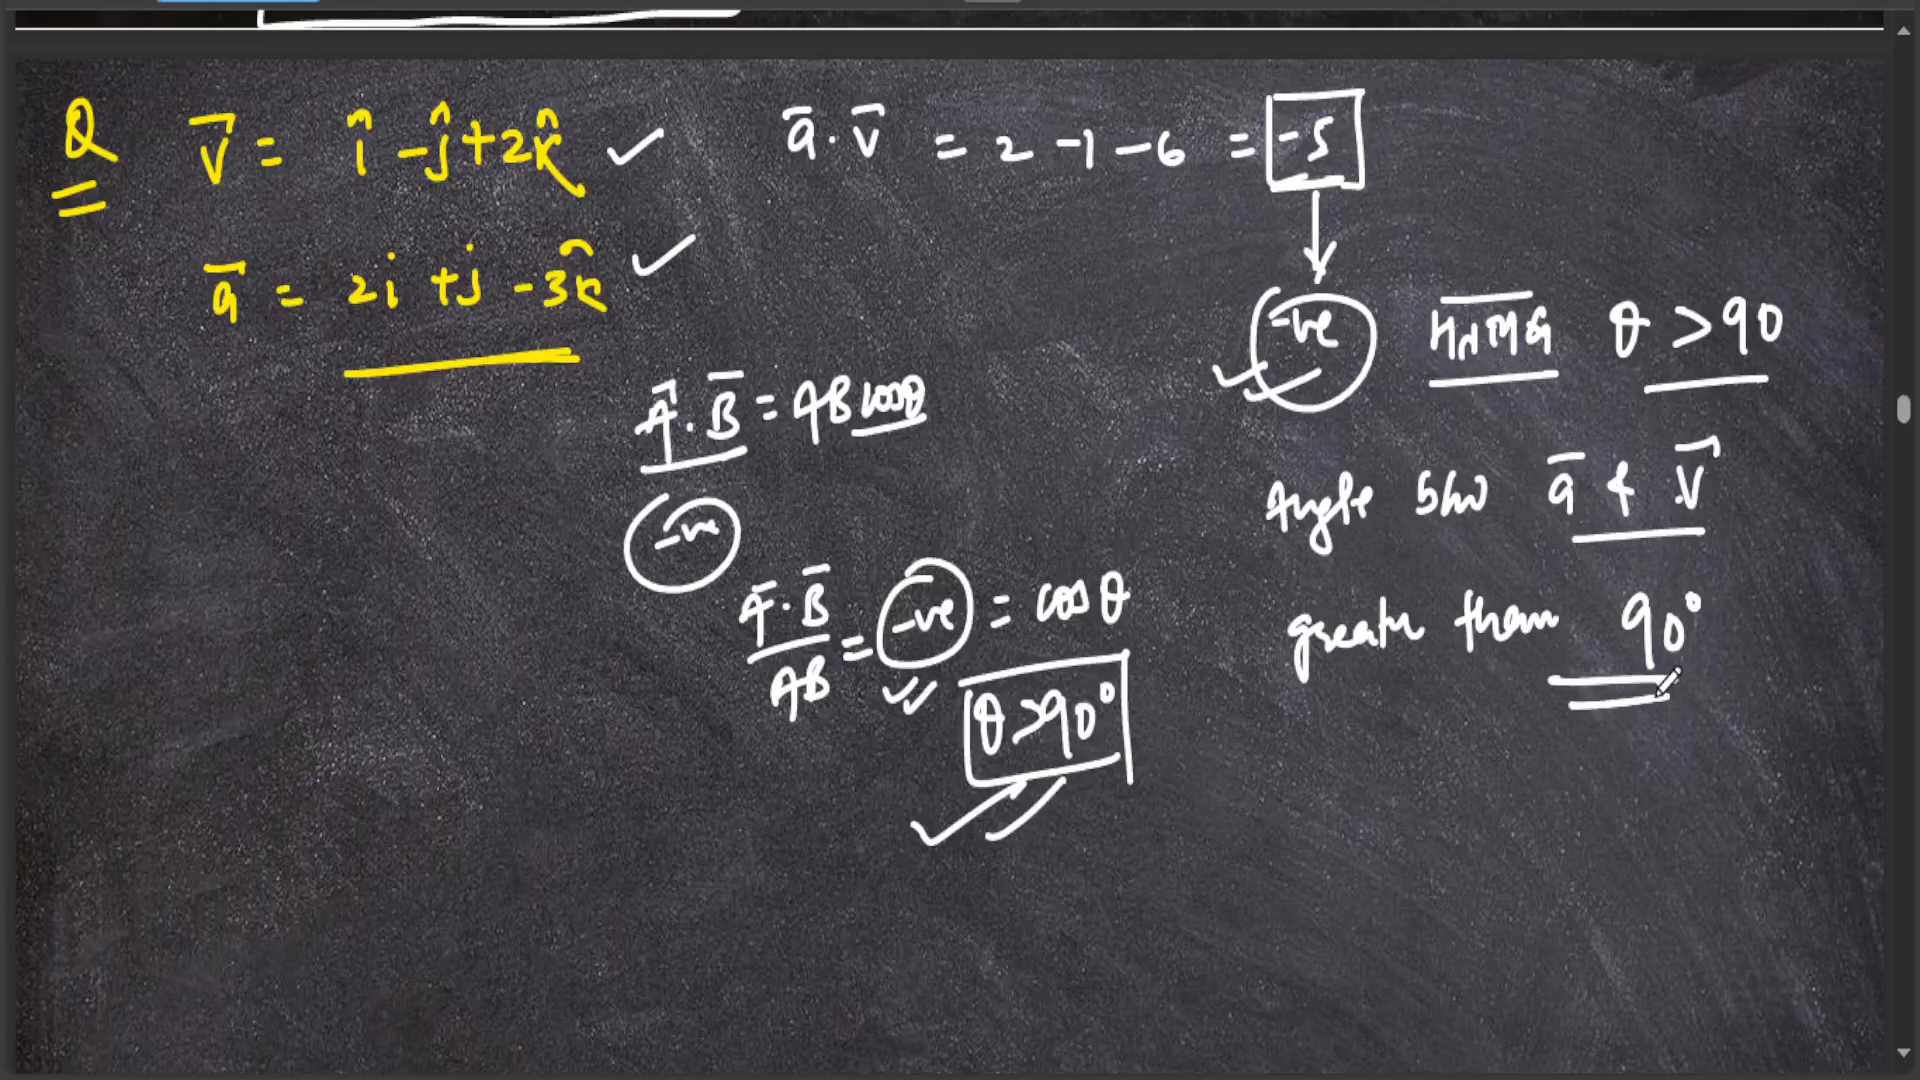 Q V⃗ = î - ĵ + 2k̂
ā = 2i + j - 3k̂
ā · v⃗ = 2 - 1 - 6 = -5
-ve θ > 90
A⃗ · B̄ = AB cosθ
-ve
A̅ · B̅ / AB = -ve = cos θ
θ > 90°
Angle b/w ā & V⃗
greater than 90°